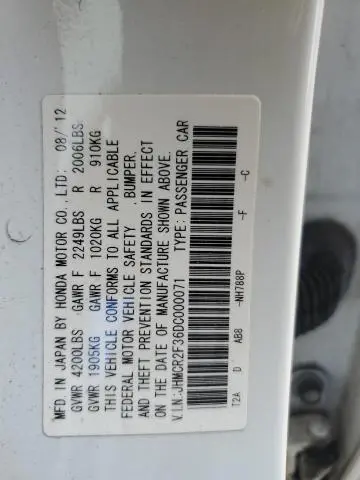 MFD. IN JAPAN BY HONDA MOTOR CO., LTD: 08/'12
GVWR 4200LBS GAWR F 2249LBS R 2006LBS
GVWR 1905KG GAWR F 1020KG R 910KG
THIS VEHICLE CONFORMS TO ALL APPLICABLE
FEDERAL MOTOR VEHICLE SAFETY , BUMPER,
AND THEFT PREVENTION STANDARDS IN EFFECT
ON THE DATE OF MANUFACTURE SHOWN ABOVE.
V.I.N:JHMCR2F36DC000071 TYPE: PASSENGER CAR
T2A D AB8 -NH788P -F -C